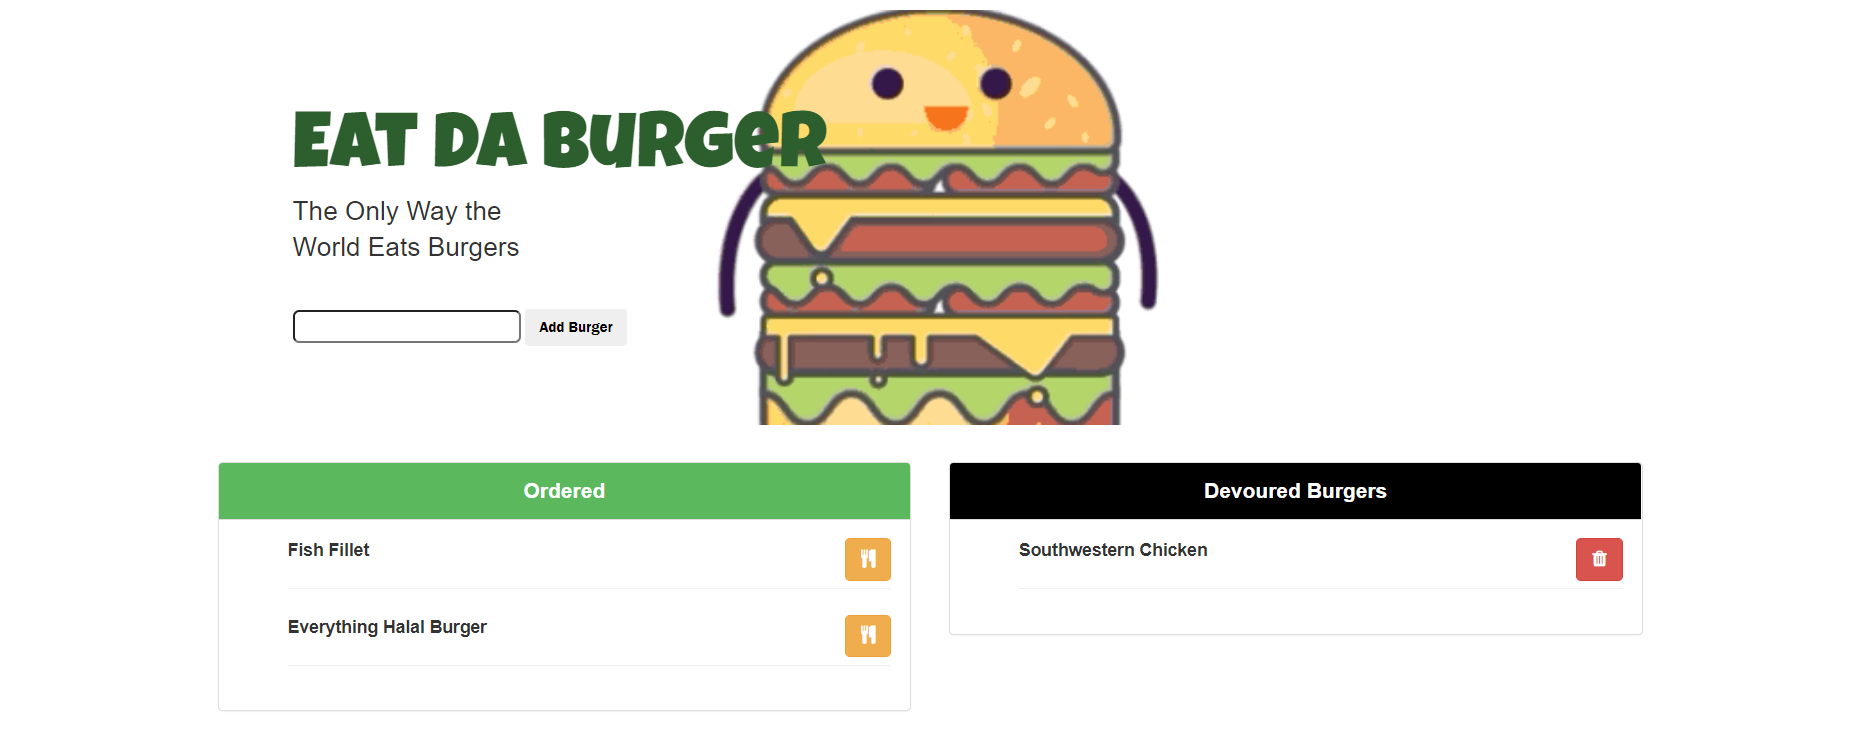 EAT DA BURGER
The Only Way the
World Eats Burgers
Add Burger
Ordered
Fish Fillet
Everything Halal Burger
Devoured Burgers
Southwestern Chicken